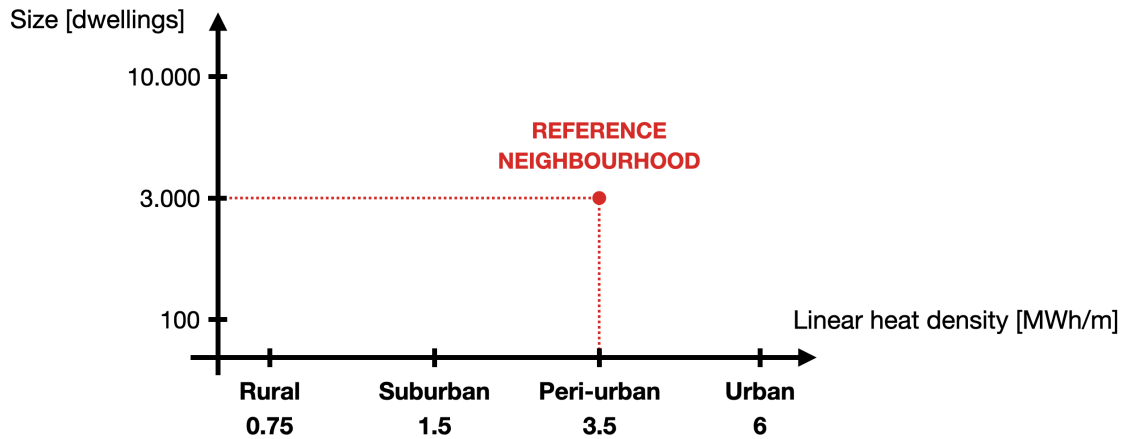 Size [dwellings]
10.000
REFERENCE
NEIGHBOURHOOD
3.000
100
Linear heat density [MWh/m]
Rural
Suburban
Peri-urban
Urban
0.75
1.5
3.5
6